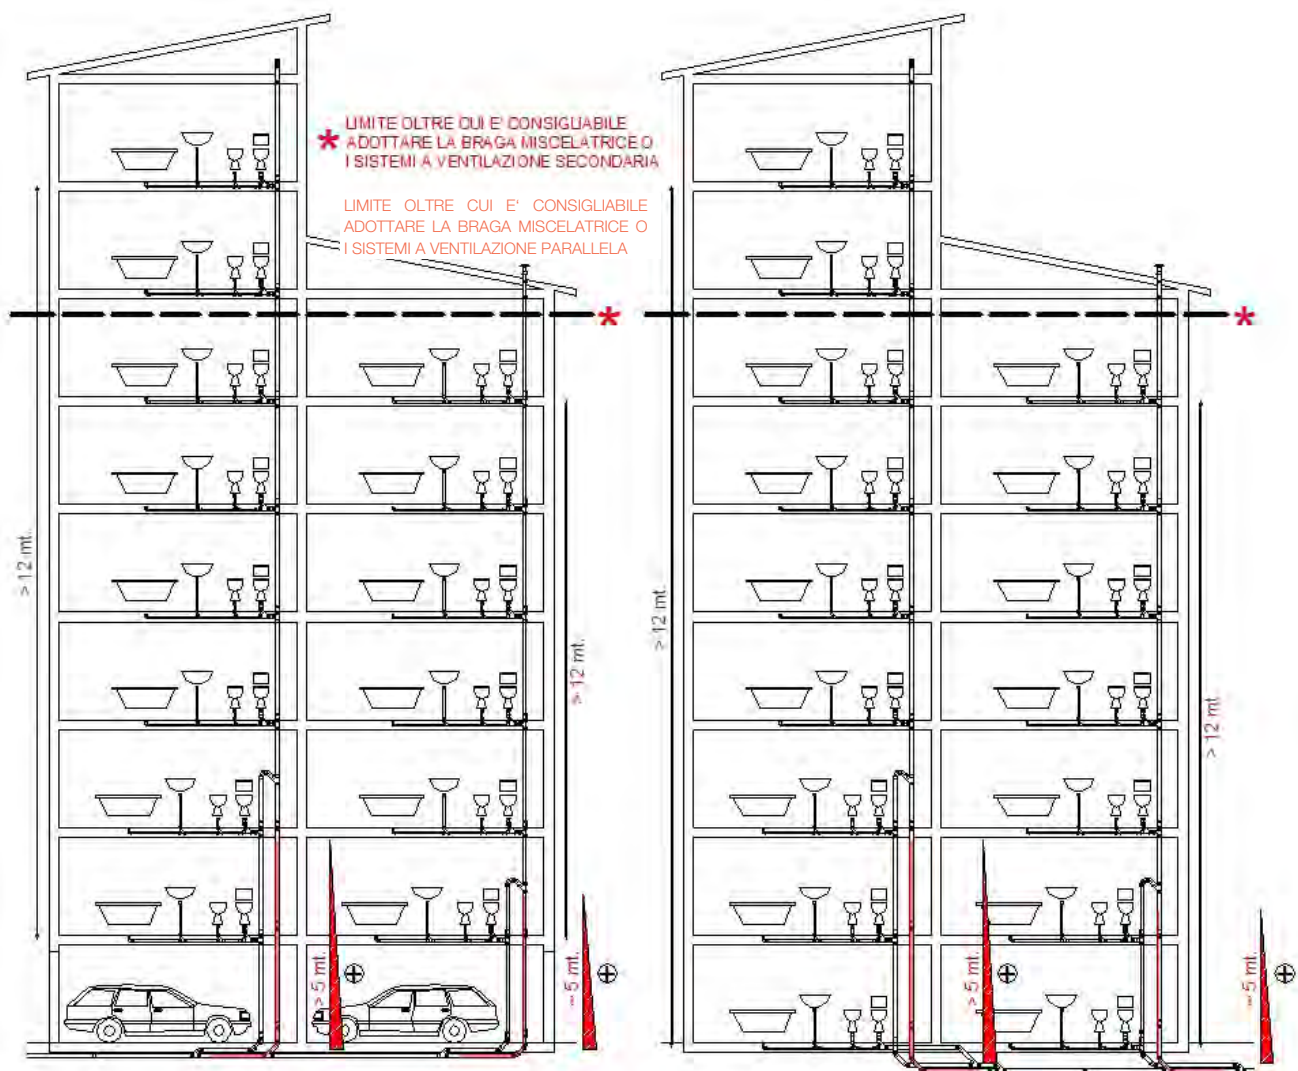 * LIMITE OLTRE CUI E' CONSIGLIABILE
ADOTTARE LA BRAGA MISCELATRICE O
I SISTEMI A VENTILAZIONE SECONDARIA
LIMITE OLTRE CUI E' CONSIGLIABILE
ADOTTARE LA BRAGA MISCELATRICE O
I SISTEMI A VENTILAZIONE PARALLELA
*
*
> 12 mt.
> 12 mt.
> 12 mt.
> 12 mt.
> 5 mt.
~ 5 mt.
> 5 mt.
~ 5 mt.